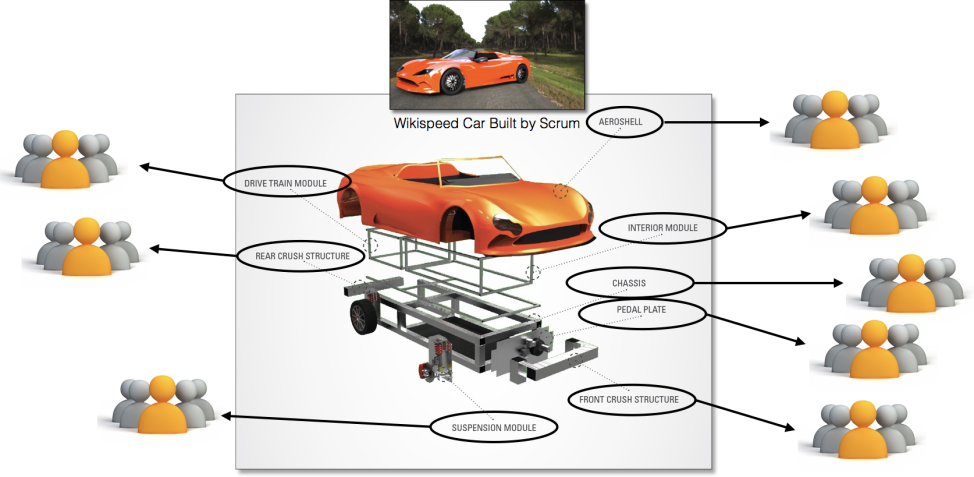 Wikispeed Car Built by Scrum
AEROSHELL
DRIVE TRAIN MODULE
INTERIOR MODULE
REAR CRUSH STRUCTURE
CHASSIS
PEDAL PLATE
FRONT CRUSH STRUCTURE
SUSPENSION MODULE